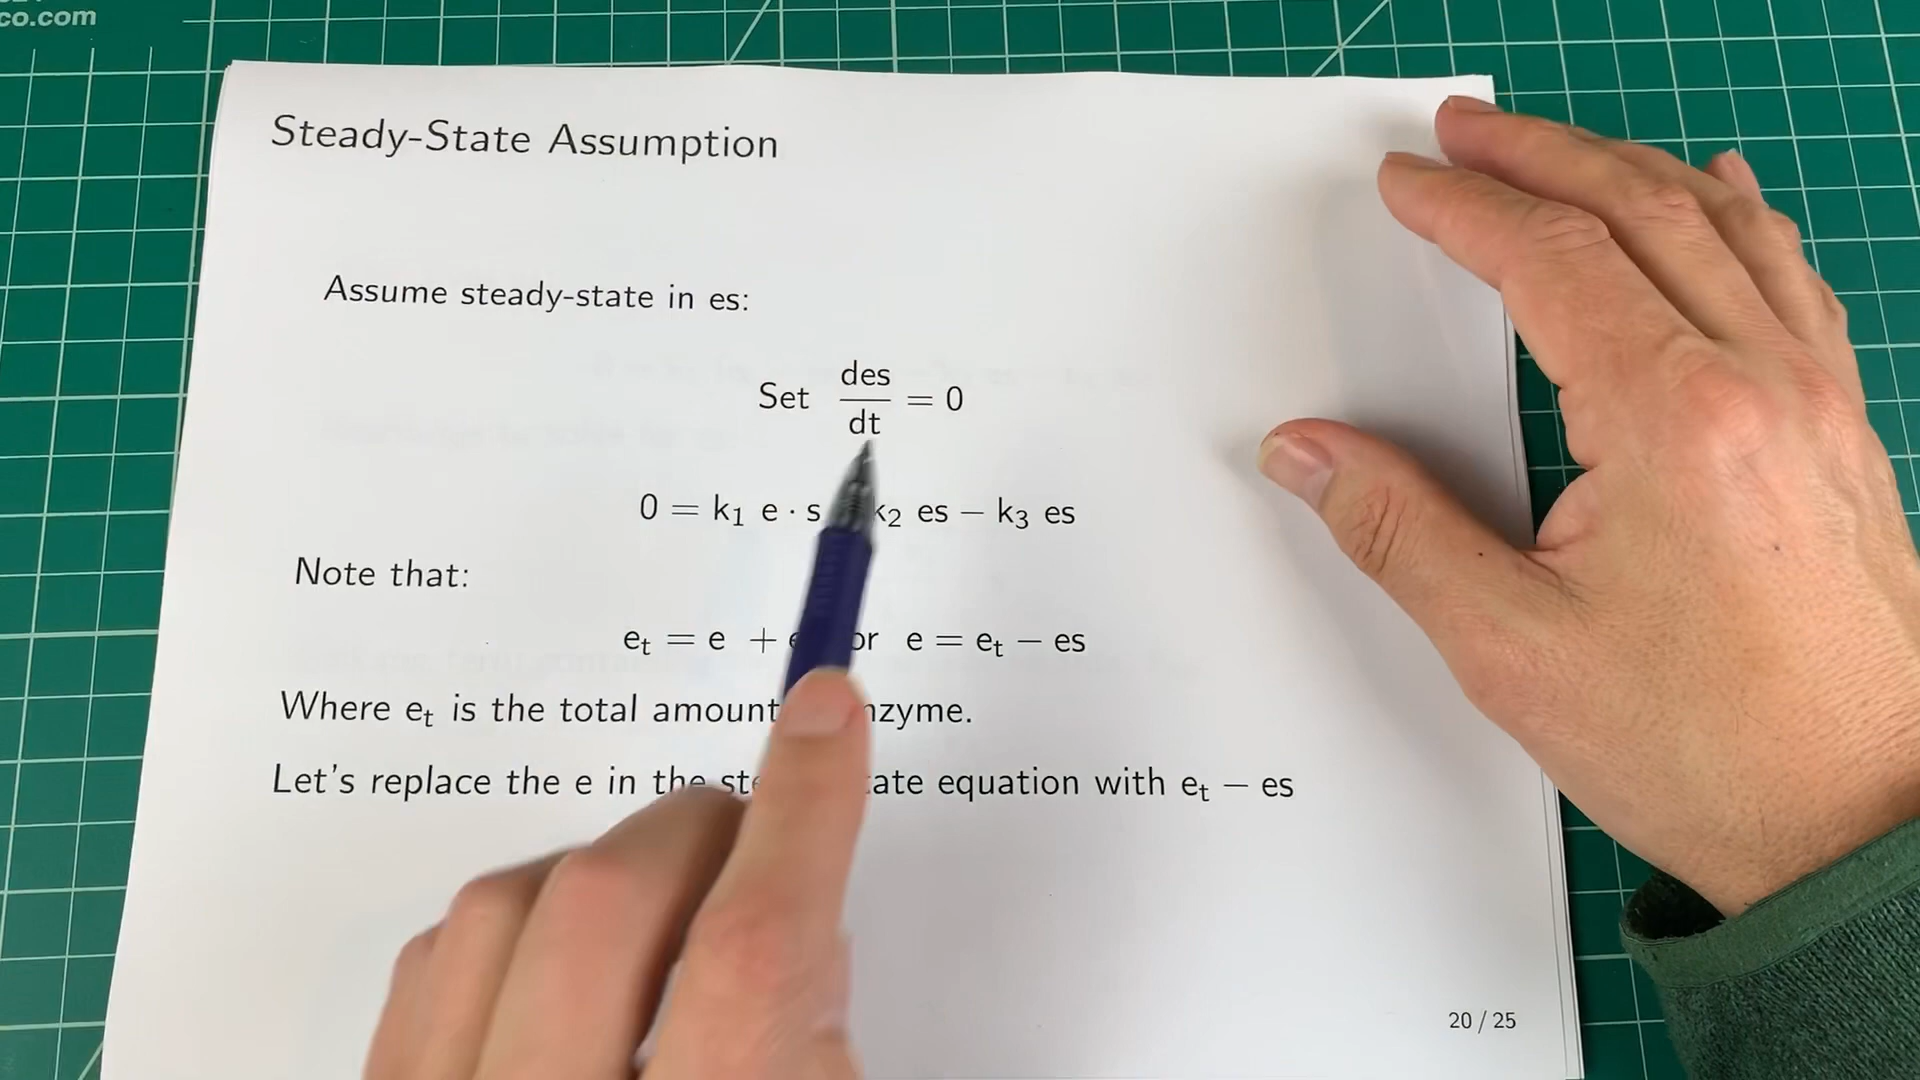 co.com
Steady-State Assumption
Assume steady-state in es:
Set des/dt = 0
0 = k₁ e · s k₂ es − k₃ es
Note that:
eₜ = e + or e = eₜ − es
Where eₜ is the total amount nzyme.
Let's replace the e in the st ate equation with eₜ − es
20 / 25